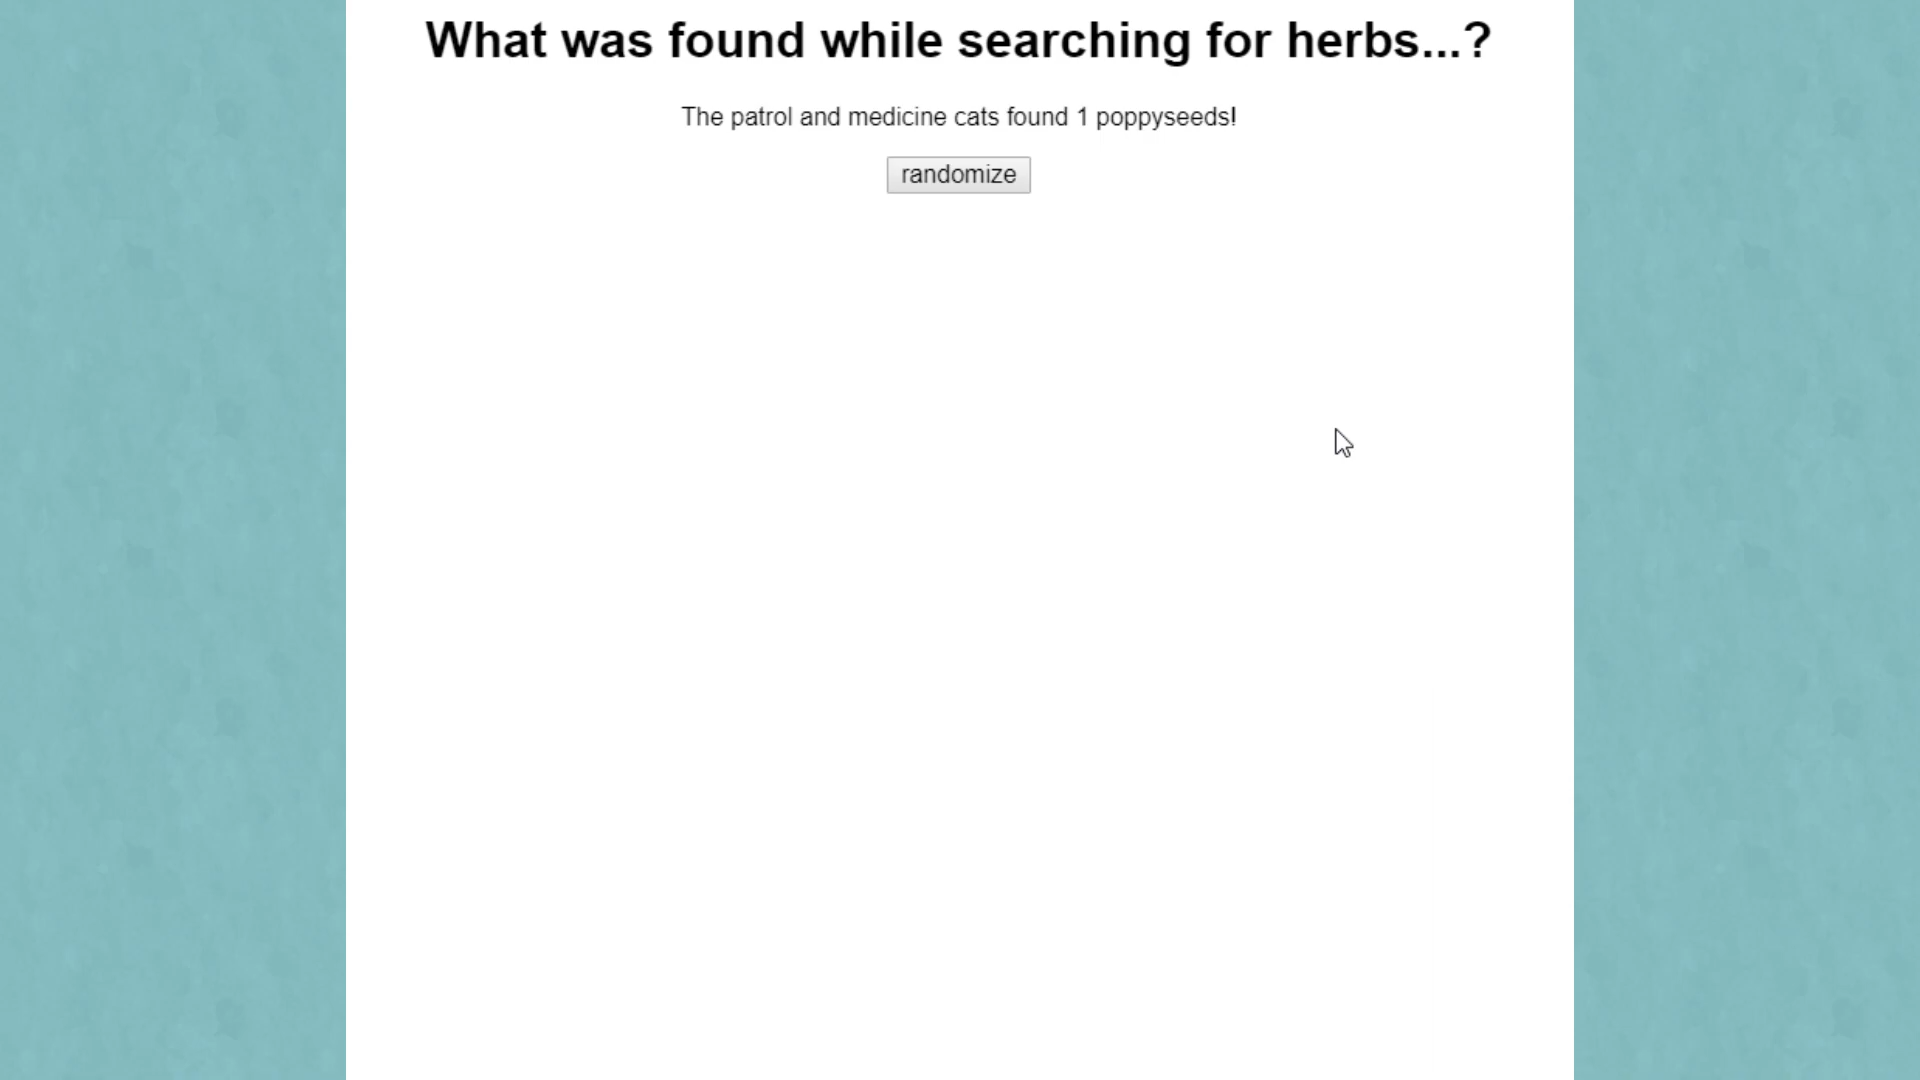 What was found while searching for herbs...?
The patrol and medicine cats found 1 poppyseeds!
randomize